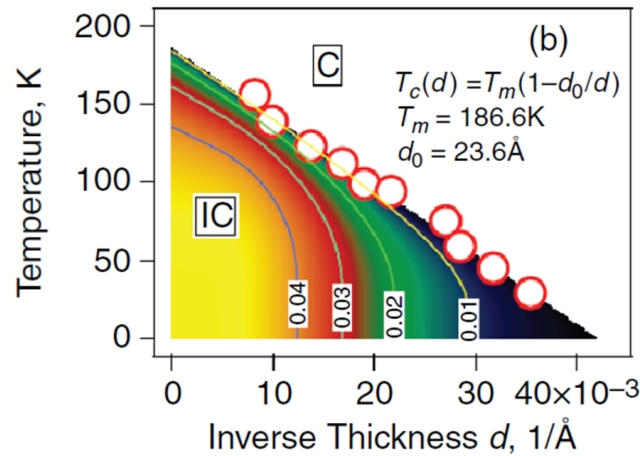 (b)
C
T_c(d) =T_m(1–d_0/d)
T_m = 186.6K
d_0 = 23.6Å
IC
0.04
0.03
0.02
0.01
Temperature, K
200
150
100
50
0
0
10
20
30
40×10⁻³
Inverse Thickness d, 1/Å